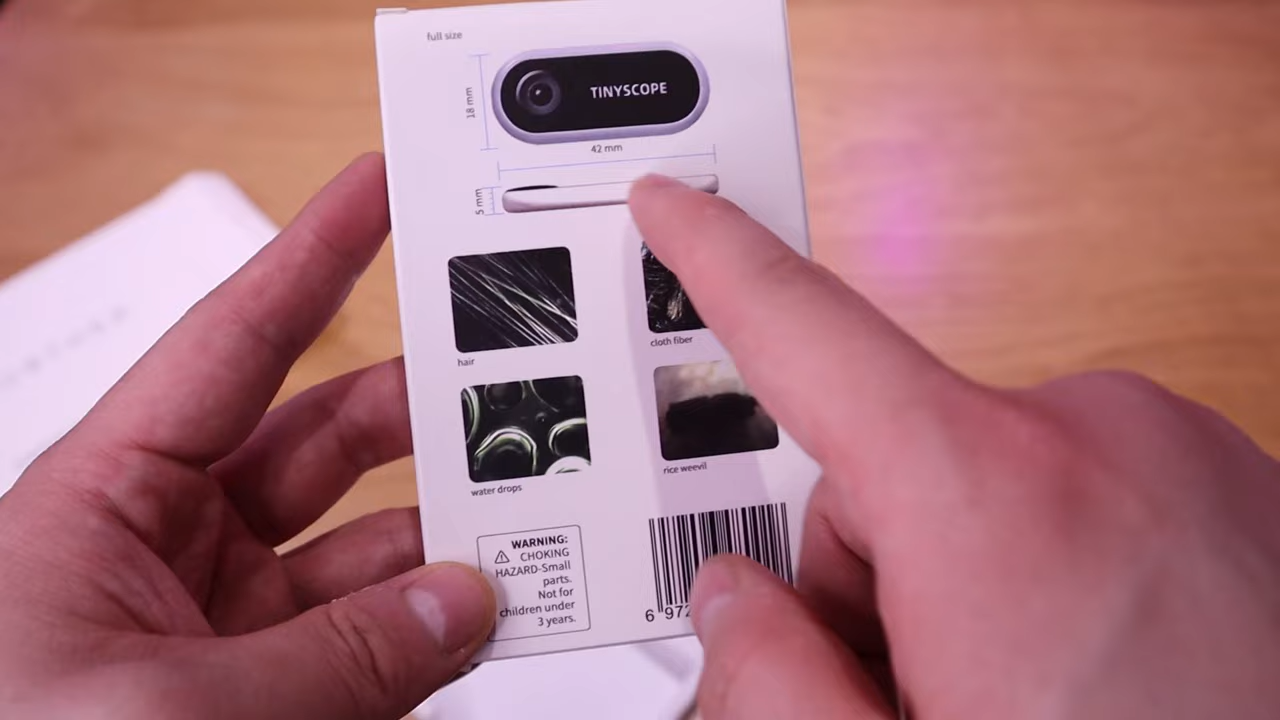 full size
18 mm
TINYSCOPE
42 mm
5 mm
hair
cloth fiber
water drops
rice weevil
WARNING:
CHOKING
HAZARD-Small
parts.
Not for
children under
3 years.
6 972